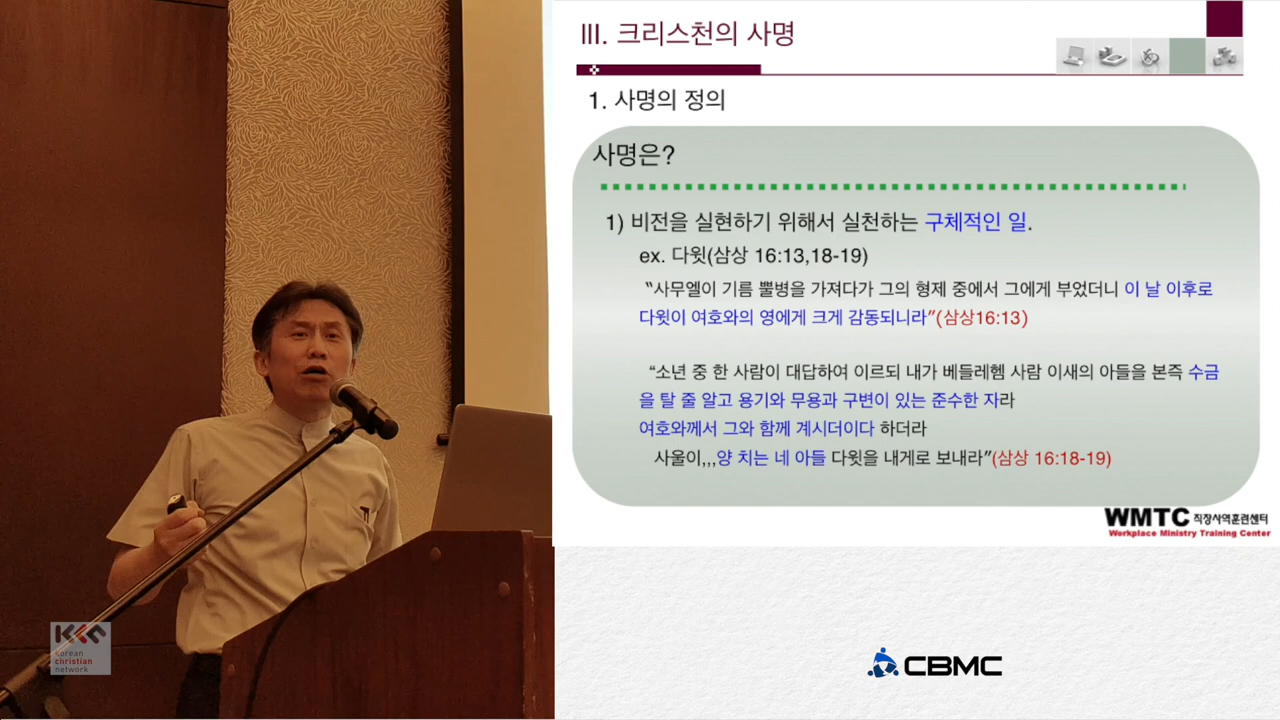 III. 크리스천의 사명
1. 사명의 정의
사명은?
1) 비전을 실현하기 위해서 실천하는 구체적인 일.
ex. 다윗(삼상 16:13,18-19)
“사무엘이 기름 뿔병을 가져다가 그의 형제 중에서 그에게 부었더니 이 날 이후로
다윗이 여호와의 영에게 크게 감동되니라”(삼상16:13)
“소년 중 한 사람이 대답하여 이르되 내가 베들레헴 사람 이새의 아들을 본즉 수금
을 탈 줄 알고 용기와 무용과 구변이 있는 준수한 자라
여호와께서 그와 함께 계시더이다 하더라
사울이,,,양 치는 네 아들 다윗을 내게로 보내라”(삼상 16:18-19)
WMTC 직장사역훈련센터
Workplace Ministry Training Center
CBMC
KCN
korean
christian
network